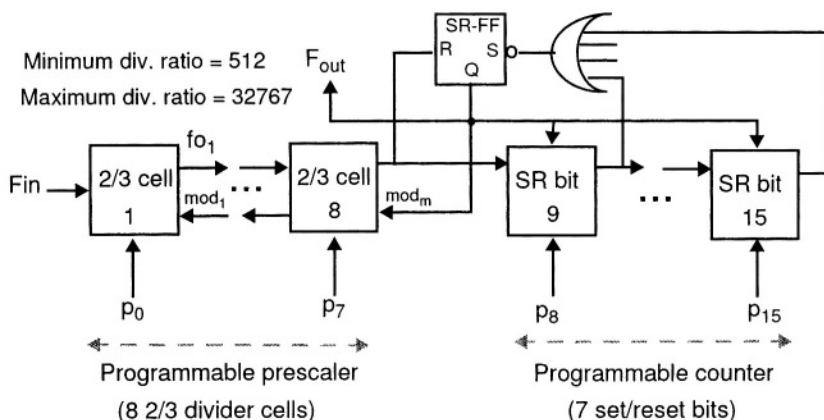 Minimum div. ratio = 512
Maximum div. ratio = 32767
Fout
SR-FF
R
S
Q
Fin
2/3 cell
1
fo1
mod1
...
2/3 cell
8
modm
SR bit
9
...
SR bit
15
p0
p7
p8
p15
Programmable prescaler
(8 2/3 divider cells)
Programmable counter
(7 set/reset bits)